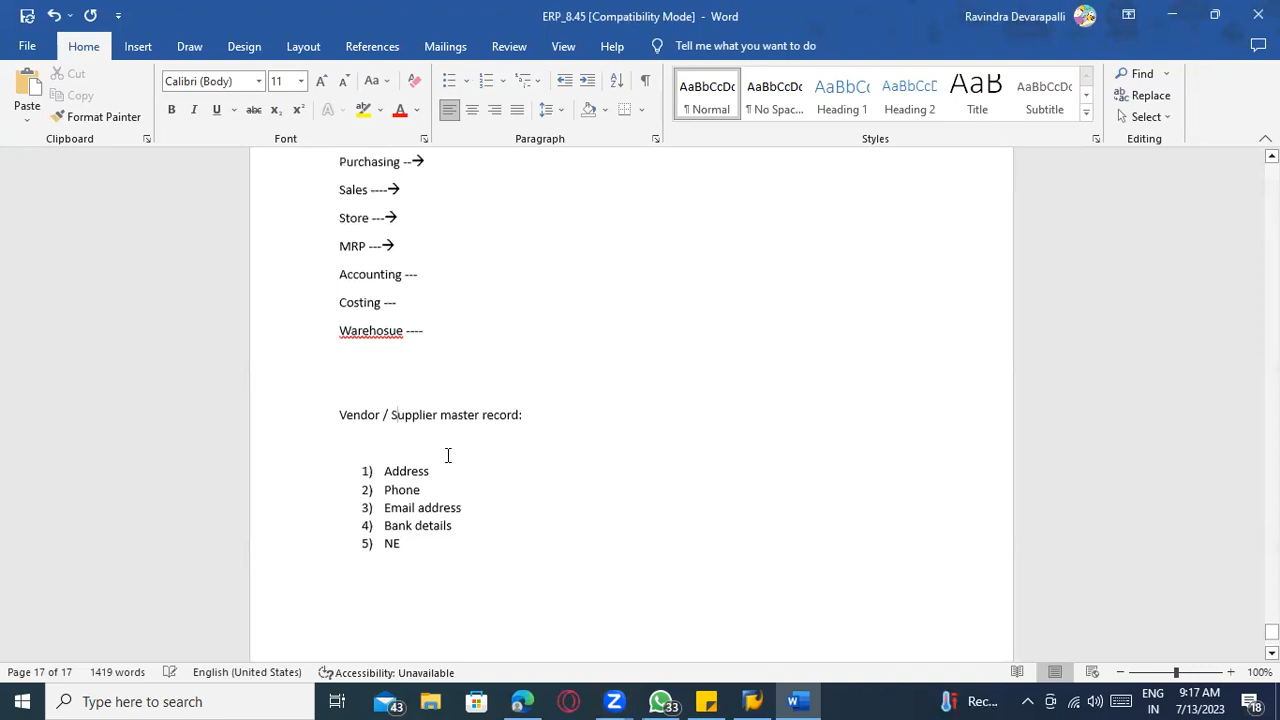 ERP_8.45 [Compatibility Mode] - Word
Ravindra Devarapalli
File Home Insert Draw Design Layout References Mailings Review View Help Tell me what you want to do
Paste
Cut
Copy
Format Painter
Clipboard
Calibri (Body) 11
Font
Paragraph
AaBbCcDc AaBbCcDc AaBbCc AaBbCcD AaB AaBbCcD
¶ Normal ¶ No Spac... Heading 1 Heading 2 Title Subtitle
Styles
Find
Replace
Select
Editing
Purchasing --→
Sales ----→
Store ---→
MRP ---→
Accounting ---
Costing ---
Warehosue ----
Vendor / Supplier master record:
1) Address
2) Phone
3) Email address
4) Bank details
5) NE
Page 17 of 17 1419 words English (United States) Accessibility: Unavailable 100%
Type here to search
43
33
Rec...
ENG
IN
9:17 AM
7/13/2023
18